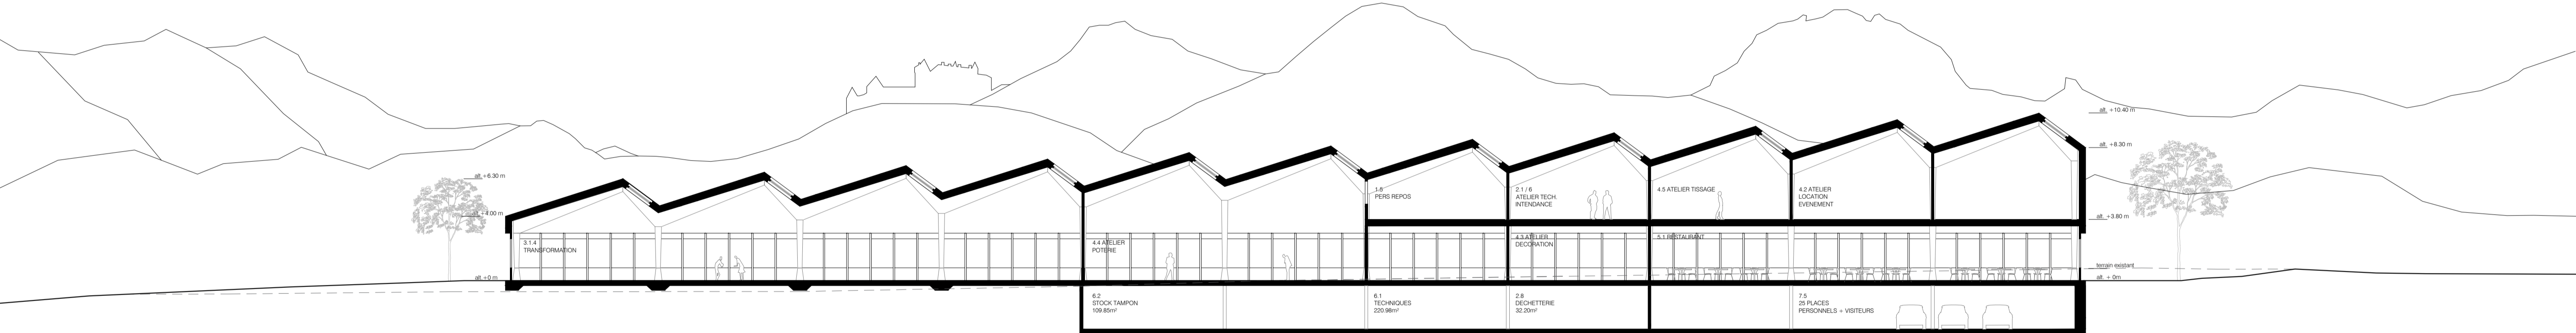 alt. +10.40 m
alt. +8.30 m
alt. +6.30 m
1.5
PERS REPOS
2.1 / 6
ATELIER TECH.
INTENDANCE
4.5 ATELIER TISSAGE
4.2 ATELIER
LOCATION
EVENEMENT
alt. +4.00 m
alt. +3.80 m
3.1.4
TRANSFORMATION
4.4 ATELIER
POTERIE
4.3 ATELIER
DECORATION
5.1 RESTAURANT
terrain existant
alt. +0 m
alt. + 0m
6.2
STOCK TAMPON
109.85m²
6.1
TECHNIQUES
220.98m²
2.8
DECHETTERIE
32.20m²
7.5
25 PLACES
PERSONNELS + VISITEURS